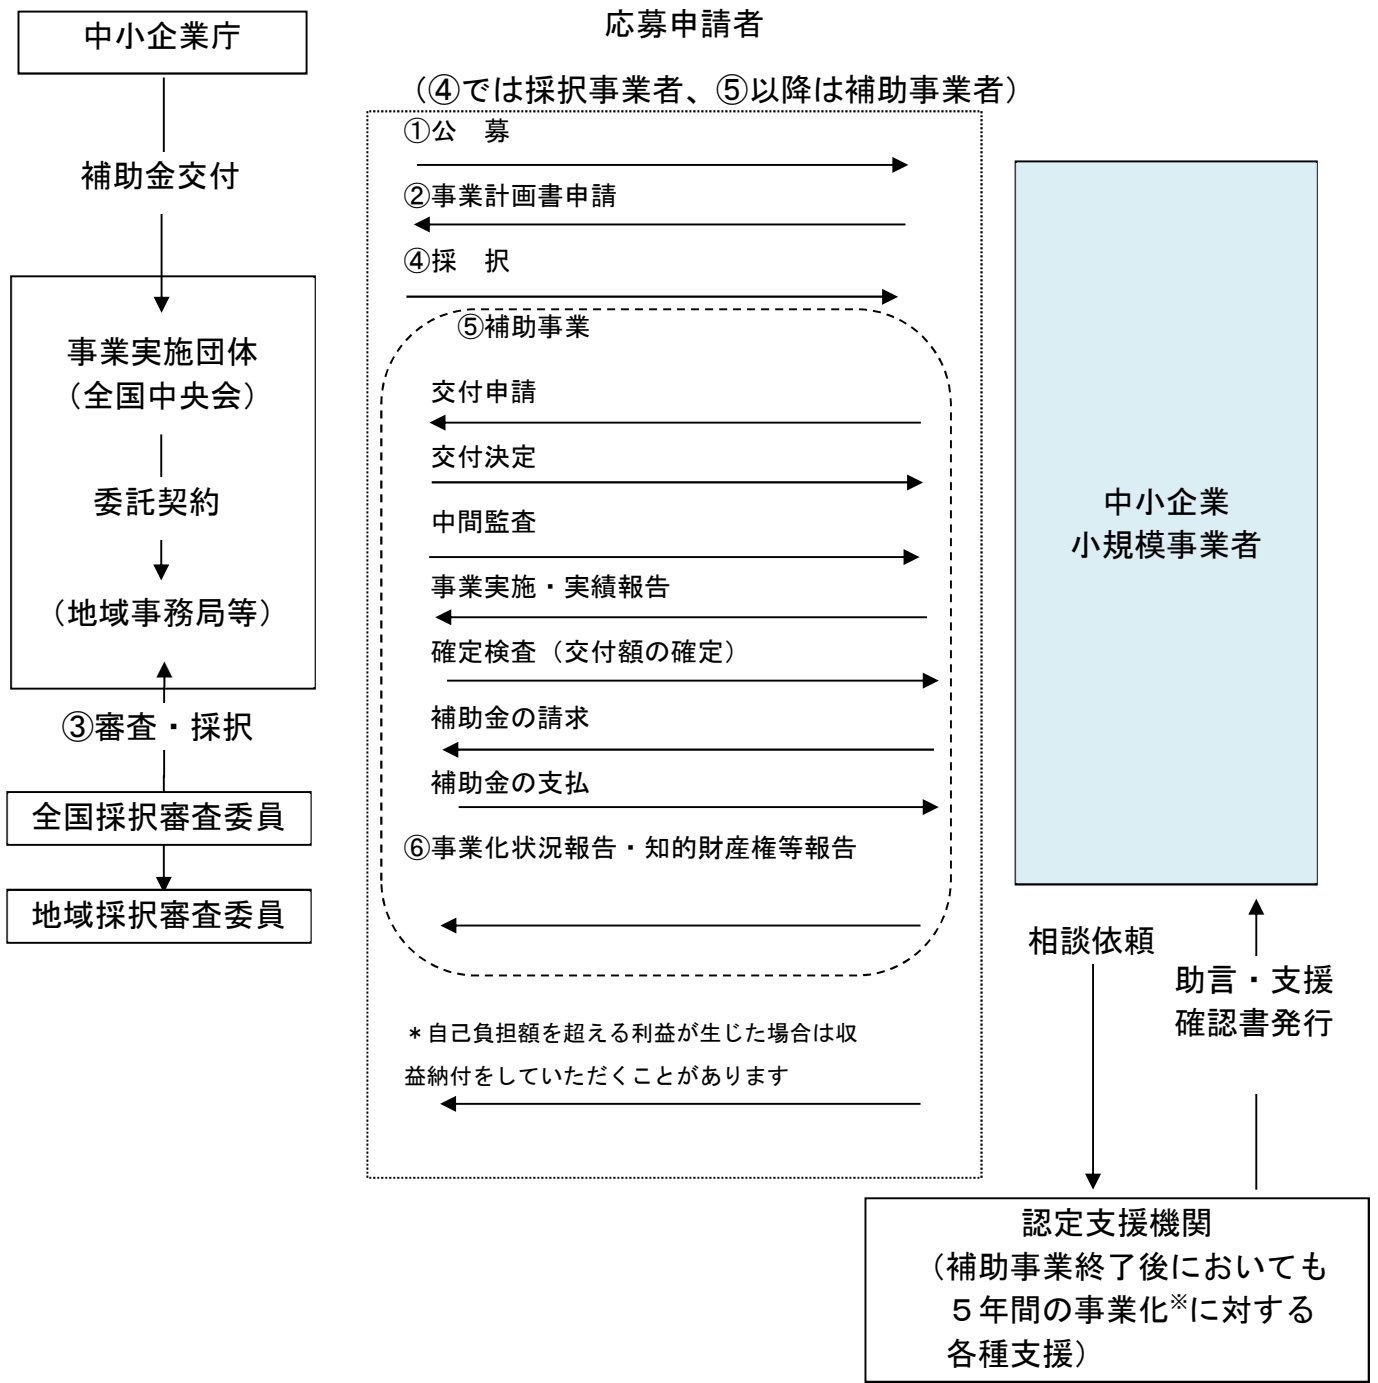 中小企業庁
補助金交付
事業実施団体
（全国中央会）
委託契約
（地域事務局等）
③審査・採択
全国採択審査委員
地域採択審査委員
応募申請者
（④では採択事業者、⑤以降は補助事業者）
①公　募
②事業計画書申請
④採　択
⑤補助事業
交付申請
交付決定
中間監査
事業実施・実績報告
確定検査（交付額の確定）
補助金の請求
補助金の支払
⑥事業化状況報告・知的財産権等報告
＊自己負担額を超える利益が生じた場合は収
益納付をしていただくことがあります
中小企業
小規模事業者
相談依頼
助言・支援
確認書発行
認定支援機関
（補助事業終了後においても
５年間の事業化※に対する
各種支援）